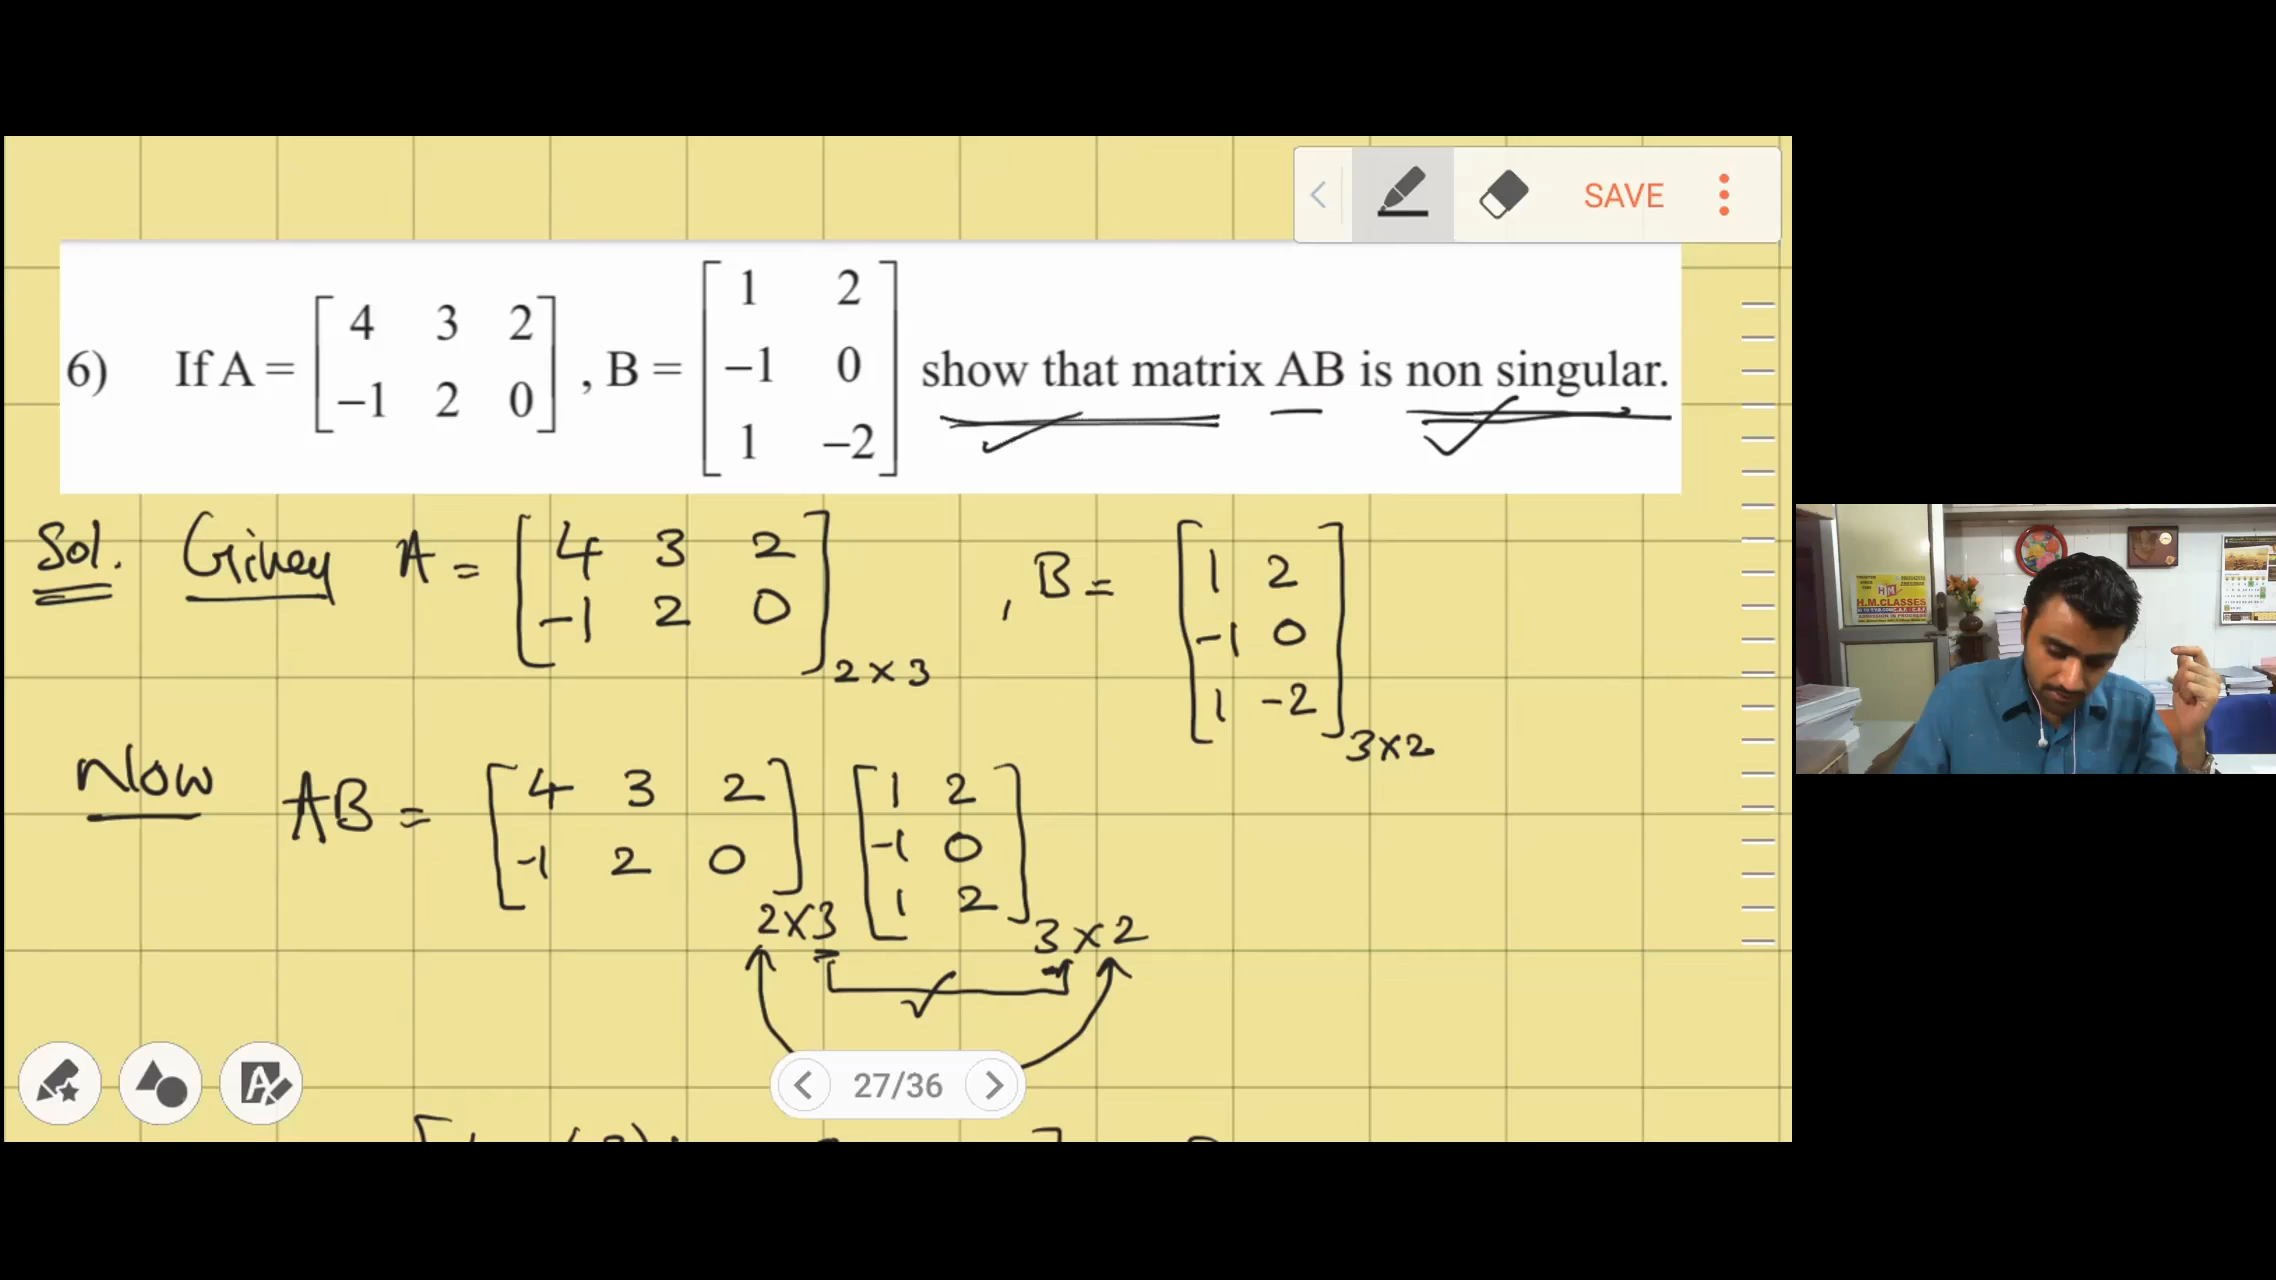 SAVE
6) If A = [ 4 3 2 , B = [ 1 2 show that matrix AB is non singular.
−1 2 0 ] −1 0
1 −2 ]
Sol. Given A = [ 4 3 2 , B = [ 1 2
-1 2 0 ] 2 × 3 -1 0
1 -2 ] 3×2
Now AB = [ 4 3 2 [ 1 2
-1 2 0 ] 2×3 -1 0
1 2 ] 3×2
27/36
H.M.CLASSES